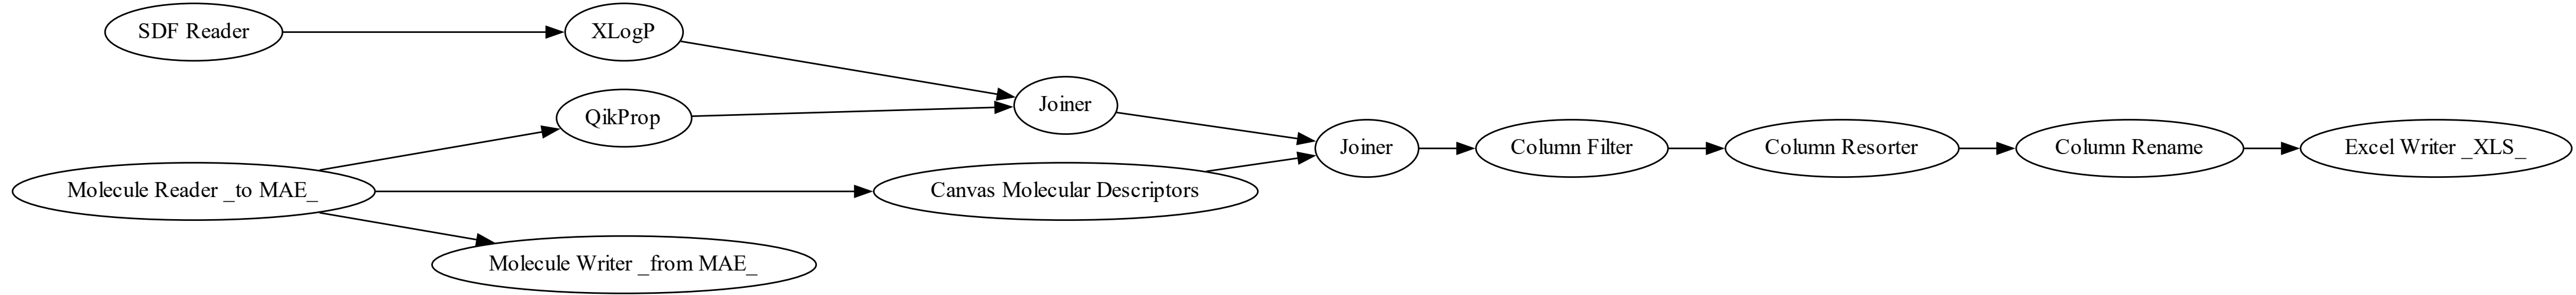 SDF Reader
XLogP
QikProp
Joiner
Molecule Reader _to MAE_
Canvas Molecular Descriptors
Molecule Writer _from MAE_
Joiner
Column Filter
Column Resorter
Column Rename
Excel Writer _XLS_